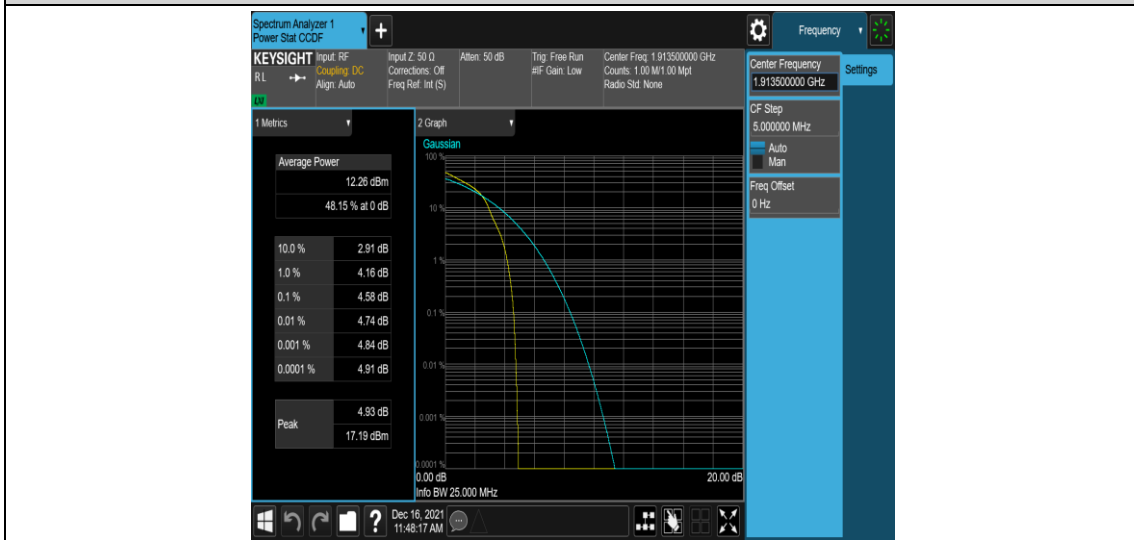 Spectrum Analyzer 1
Power Stat CCDF
Frequency
KEYSIGHT
RL
Input: RF
Coupling: DC
Align: Auto
Input Z: 50 Ω
Corrections: Off
Freq Ref: Int (S)
Atten: 50 dB
Trig: Free Run
#IF Gain: Low
Center Freq: 1.913500000 GHz
Counts: 1.00 M/1.00 Mpt
Radio Std: None
Center Frequency
1.913500000 GHz
Settings
CF Step
5.000000 MHz
Auto
Man
Freq Offset
0 Hz
1 Metrics
Average Power
12.26 dBm
48.15 % at 0 dB
10.0 % 2.91 dB
1.0 % 4.16 dB
0.1 % 4.58 dB
0.01 % 4.74 dB
0.001 % 4.84 dB
0.0001 % 4.91 dB
Peak
4.93 dB
17.19 dBm
2 Graph
Gaussian
100 %
10 %
1 %
0.1 %
0.01 %
0.001 %
0.0001 %
0.00 dB
20.00 dB
Info BW 25.000 MHz
Dec 16, 2021
11:48:17 AM